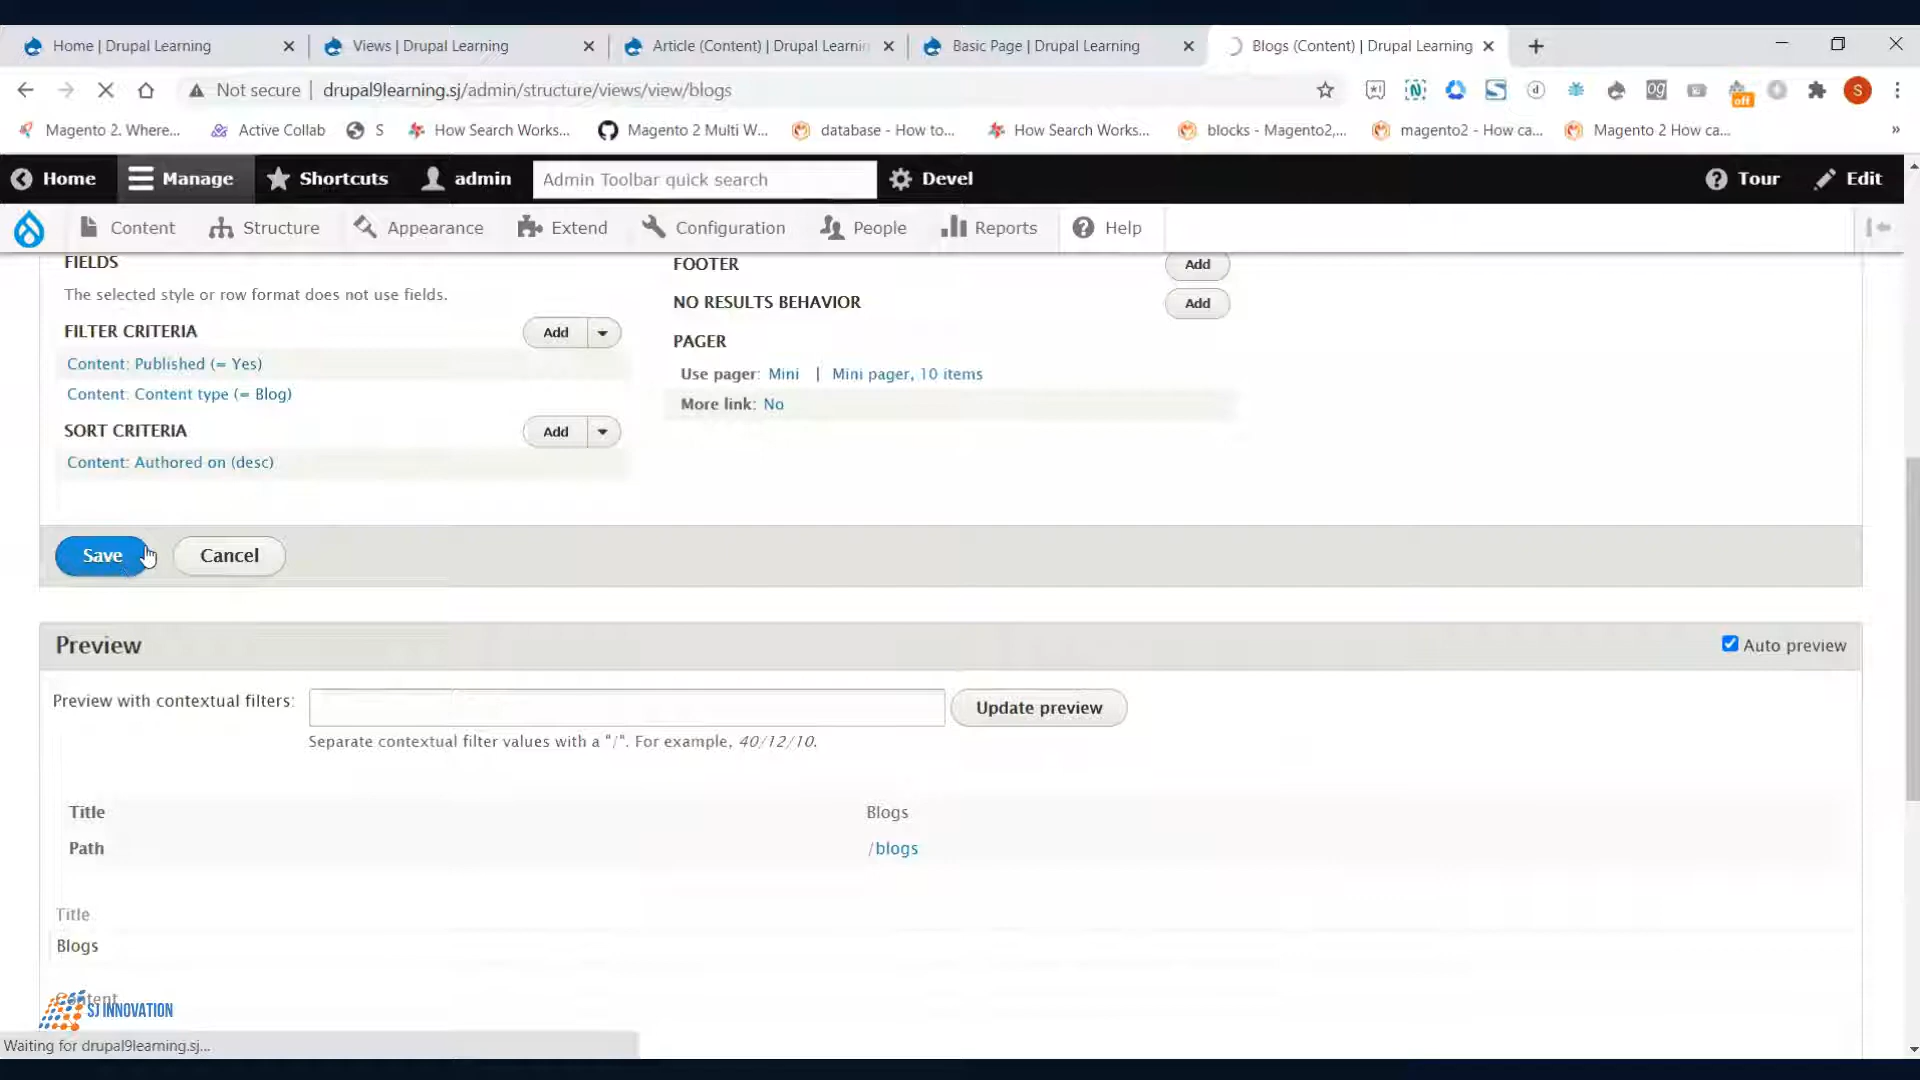 Home | Drupal Learning
Views | Drupal Learning
Article (Content) | Drupal Learnin
Basic Page | Drupal Learning
Blogs (Content) | Drupal Learning
Not secure | drupal9learning.sj/admin/structure/views/view/blogs
off
S
Magento 2. Where...
Active Collab
S
How Search Works...
Magento 2 Multi W...
database - How to...
How Search Works...
blocks - Magento2,...
magento2 - How ca...
Magento 2 How ca...
»
Home
Manage
Shortcuts
admin
Admin Toolbar quick search
Devel
Tour
Edit
Content
Structure
Appearance
Extend
Configuration
People
Reports
Help
FIELDS
The selected style or row format does not use fields.
FILTER CRITERIA
Add
Content: Published (= Yes)
Content: Content type (= Blog)
SORT CRITERIA
Add
Content: Authored on (desc)
FOOTER
Add
NO RESULTS BEHAVIOR
Add
PAGER
Use pager: Mini | Mini pager, 10 items
More link: No
Save
Cancel
Preview
Auto preview
Preview with contextual filters:
Update preview
Separate contextual filter values with a "/". For example, 40/12/10.
Title
Blogs
Path
/blogs
Title
Blogs
Content
SJ INNOVATION
Waiting for drupal9learning.sj...